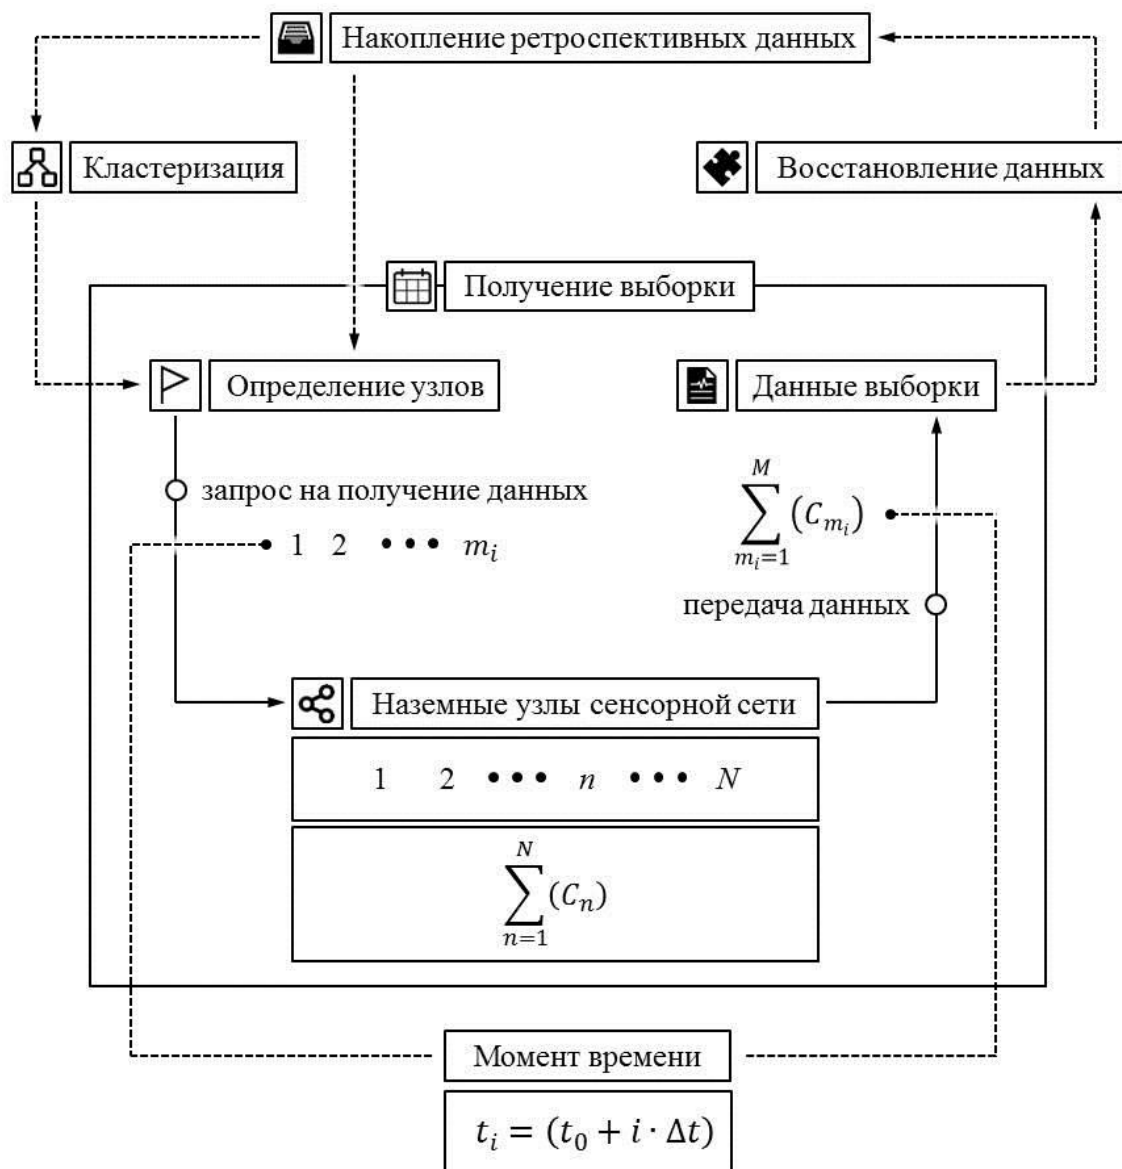 Накопление ретроспективных данных
Кластеризация
Восстановление данных
Получение выборки
Определение узлов
Данные выборки
запрос на получение данных
1 2 ••• m_i
\sum_{m_i=1}^{M} (C_{m_i})
передача данных
Наземные узлы сенсорной сети
1 2 ••• n ••• N
\sum_{n=1}^{N} (C_n)
Момент времени
t_i = (t_0 + i · Δt)